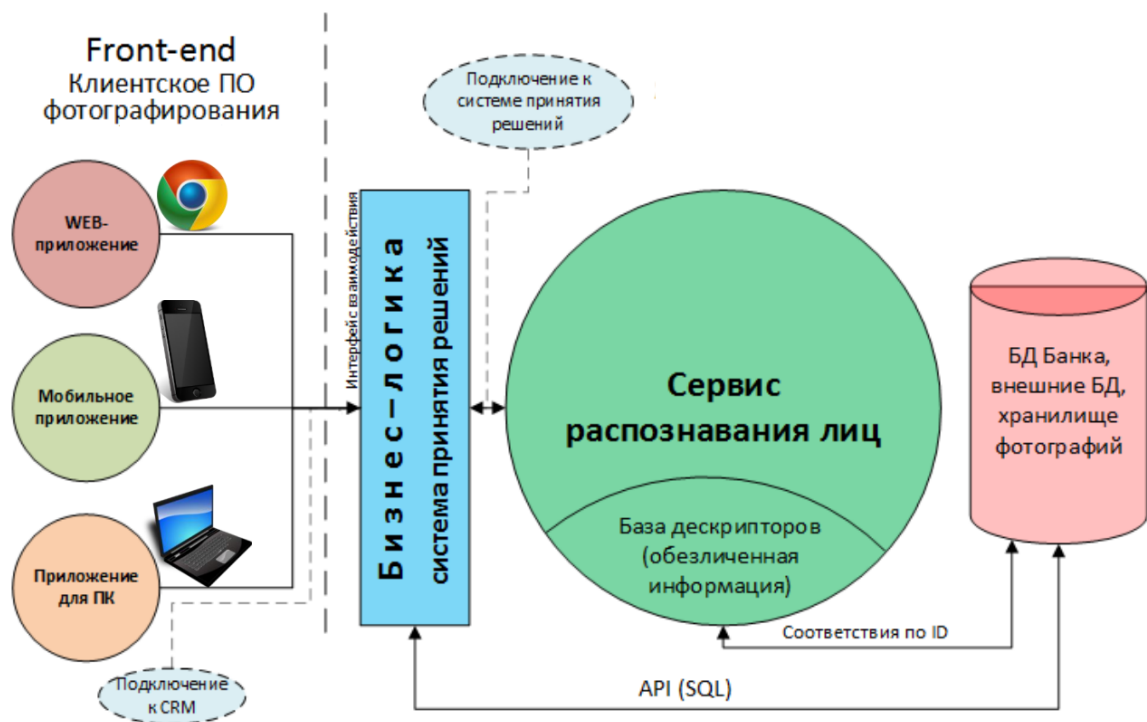 Front-end
Клиентское ПО
фотографирования
WEB-
приложение
Мобильное
приложение
Приложение
для ПК
Подключение
к CRM
Подключение к
системе принятия
решений
Интерфейс взаимодействия
Бизнес–логика
система принятия решений
Сервис
распознавания лиц
База дескрипторов
(обезличенная
информация)
БД Банка,
внешние БД,
хранилище
фотографий
Соответствия по ID
API (SQL)